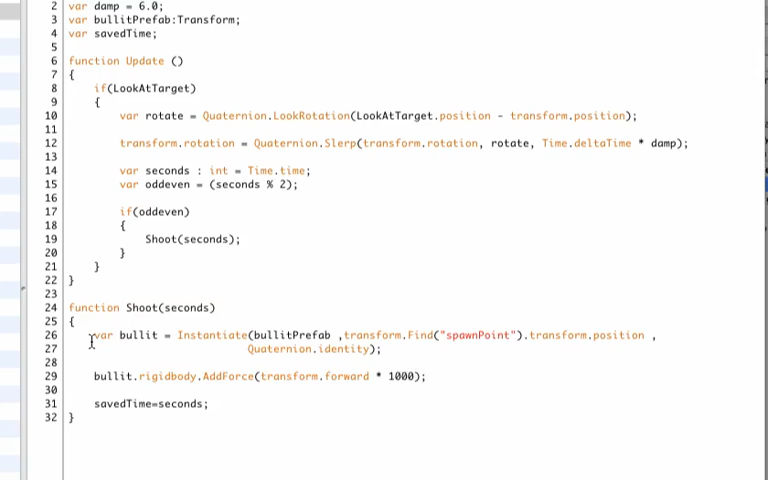 2 var damp = 6.0;
3 var bullitPrefab:Transform;
4 var savedTime;
5
6 function Update ()
7 {
8 if(LookAtTarget)
9 {
10 var rotate = Quaternion.LookRotation(LookAtTarget.position - transform.position);
11
12 transform.rotation = Quaternion.Slerp(transform.rotation, rotate, Time.deltaTime * damp);
13
14 var seconds : int = Time.time;
15 var oddeven = (seconds % 2);
16
17 if(oddeven)
18 {
19 Shoot(seconds);
20 }
21 }
22 }
23
24 function Shoot(seconds)
25 {
26 var bullit = Instantiate(bullitPrefab ,transform.Find("spawnPoint").transform.position ,
27 Quaternion.identity);
28
29 bullit.rigidbody.AddForce(transform.forward * 1000);
30
31 savedTime=seconds;
32 }